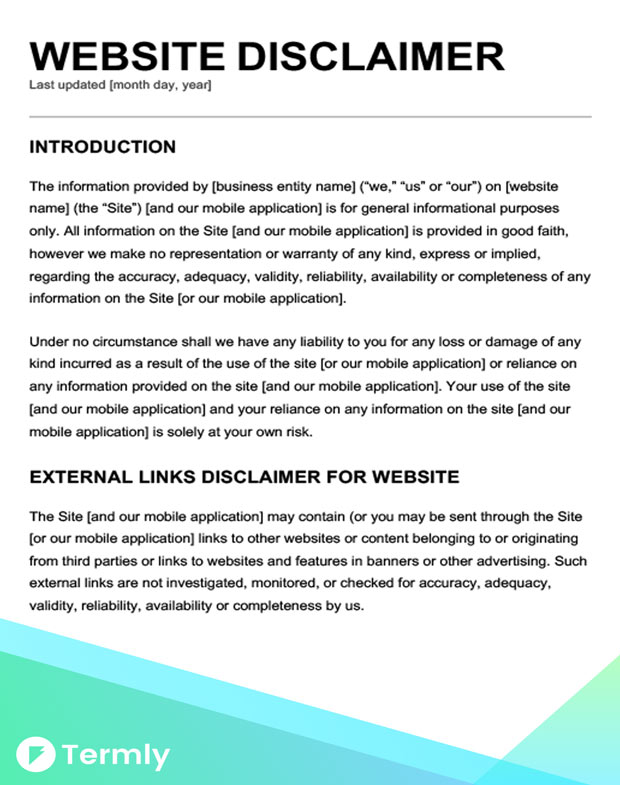 WEBSITE DISCLAIMER
Last updated [month day, year]
INTRODUCTION
The information provided by [business entity name] (“we,” “us” or “our”) on [website
name] (the “Site”) [and our mobile application] is for general informational purposes
only. All information on the Site [and our mobile application] is provided in good faith,
however we make no representation or warranty of any kind, express or implied,
regarding the accuracy, adequacy, validity, reliability, availability or completeness of any
information on the Site [or our mobile application].
Under no circumstance shall we have any liability to you for any loss or damage of any
kind incurred as a result of the use of the site [or our mobile application] or reliance on
any information provided on the site [and our mobile application]. Your use of the site
[and our mobile application] and your reliance on any information on the site [and our
mobile application] is solely at your own risk.
EXTERNAL LINKS DISCLAIMER FOR WEBSITE
The Site [and our mobile application] may contain (or you may be sent through the Site
[or our mobile application] links to other websites or content belonging to or originating
from third parties or links to websites and features in banners or other advertising. Such
external links are not investigated, monitored, or checked for accuracy, adequacy,
validity, reliability, availability or completeness by us.
Termly